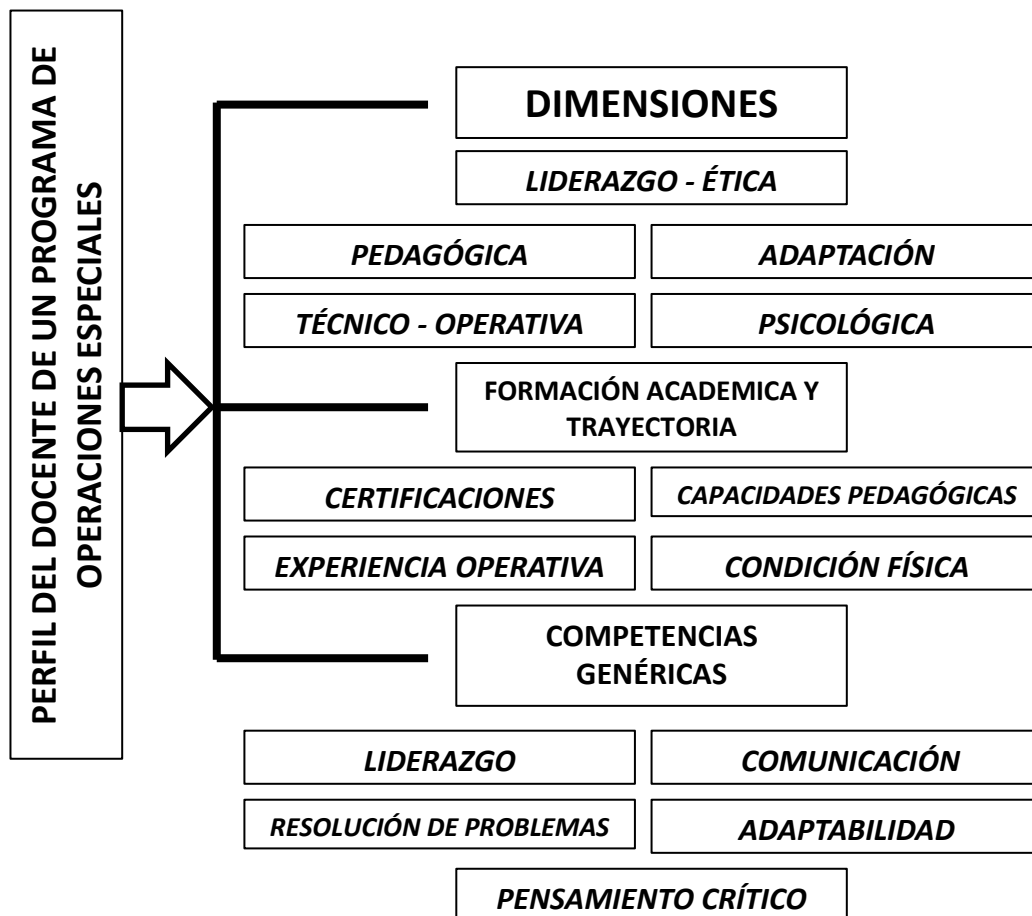 PERFIL DEL DOCENTE DE UN PROGRAMA DE
OPERACIONES ESPECIALES
DIMENSIONES
LIDERAZGO - ÉTICA
PEDAGÓGICA
ADAPTACIÓN
TÉCNICO - OPERATIVA
PSICOLÓGICA
FORMACIÓN ACADEMICA Y
TRAYECTORIA
CERTIFICACIONES
CAPACIDADES PEDAGÓGICAS
EXPERIENCIA OPERATIVA
CONDICIÓN FÍSICA
COMPETENCIAS
GENÉRICAS
LIDERAZGO
COMUNICACIÓN
RESOLUCIÓN DE PROBLEMAS
ADAPTABILIDAD
PENSAMIENTO CRÍTICO